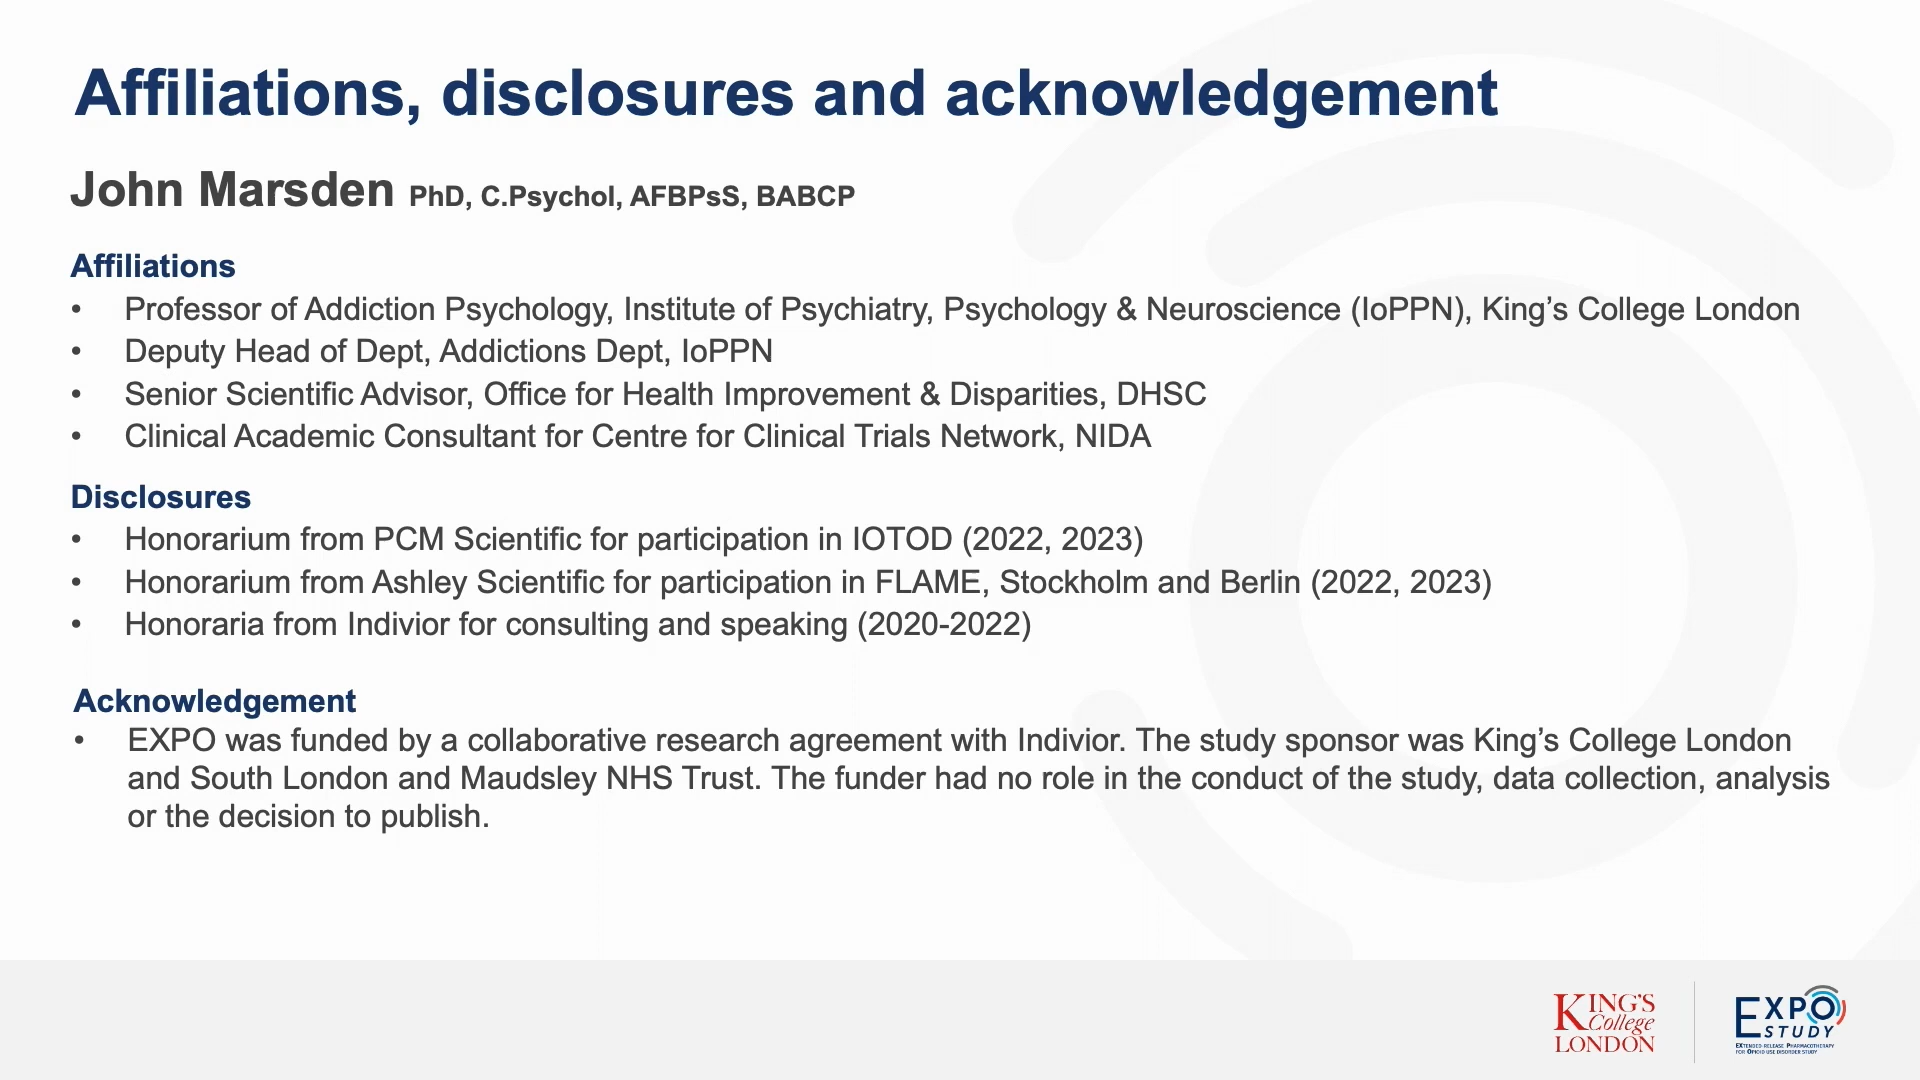 Affiliations, disclosures and acknowledgement
John Marsden PhD, C.Psychol, AFBPsS, BABCP
Affiliations
• Professor of Addiction Psychology, Institute of Psychiatry, Psychology & Neuroscience (IoPPN), King’s College London
• Deputy Head of Dept, Addictions Dept, IoPPN
• Senior Scientific Advisor, Office for Health Improvement & Disparities, DHSC
• Clinical Academic Consultant for Centre for Clinical Trials Network, NIDA
Disclosures
• Honorarium from PCM Scientific for participation in IOTOD (2022, 2023)
• Honorarium from Ashley Scientific for participation in FLAME, Stockholm and Berlin (2022, 2023)
• Honoraria from Indivior for consulting and speaking (2020-2022)
Acknowledgement
• EXPO was funded by a collaborative research agreement with Indivior. The study sponsor was King’s College London
and South London and Maudsley NHS Trust. The funder had no role in the conduct of the study, data collection, analysis
or the decision to publish.
KING’S
College
LONDON
EXPO
STUDY
EXTENDED-RELEASE PHARMACOTHERAPY
FOR OPIOID USE DISORDER STUDY